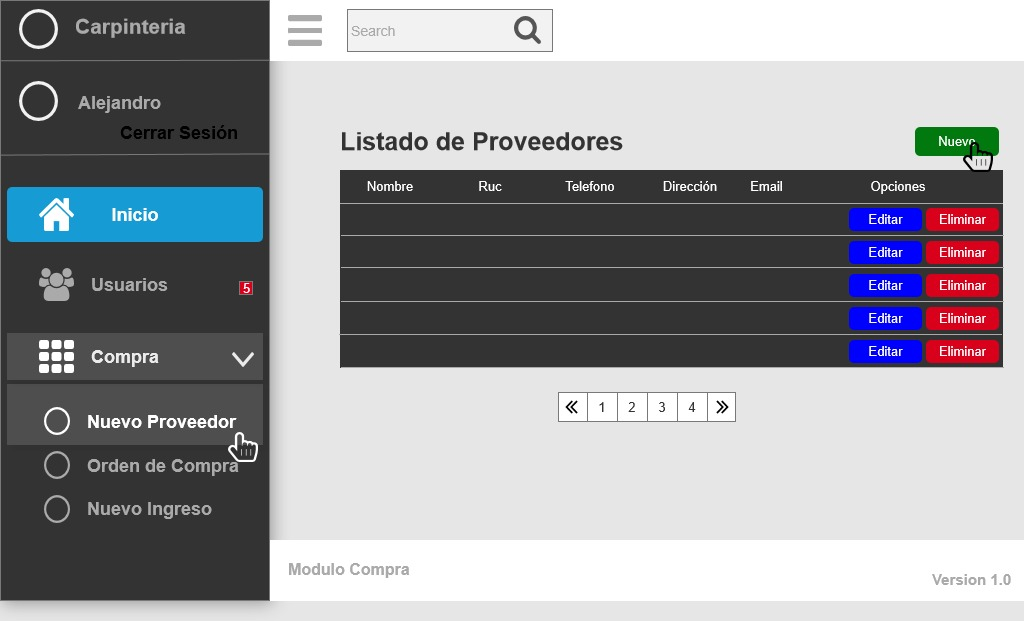 Carpinteria
Search
Alejandro
Cerrar Sesión
Inicio
Usuarios 5
Compra
Nuevo Proveedor
Orden de Compra
Nuevo Ingreso
Listado de Proveedores
Nuevo
Nombre Ruc Telefono Dirección Email Opciones
Editar Eliminar
Editar Eliminar
Editar Eliminar
Editar Eliminar
Editar Eliminar
1 2 3 4
Modulo Compra
Version 1.0